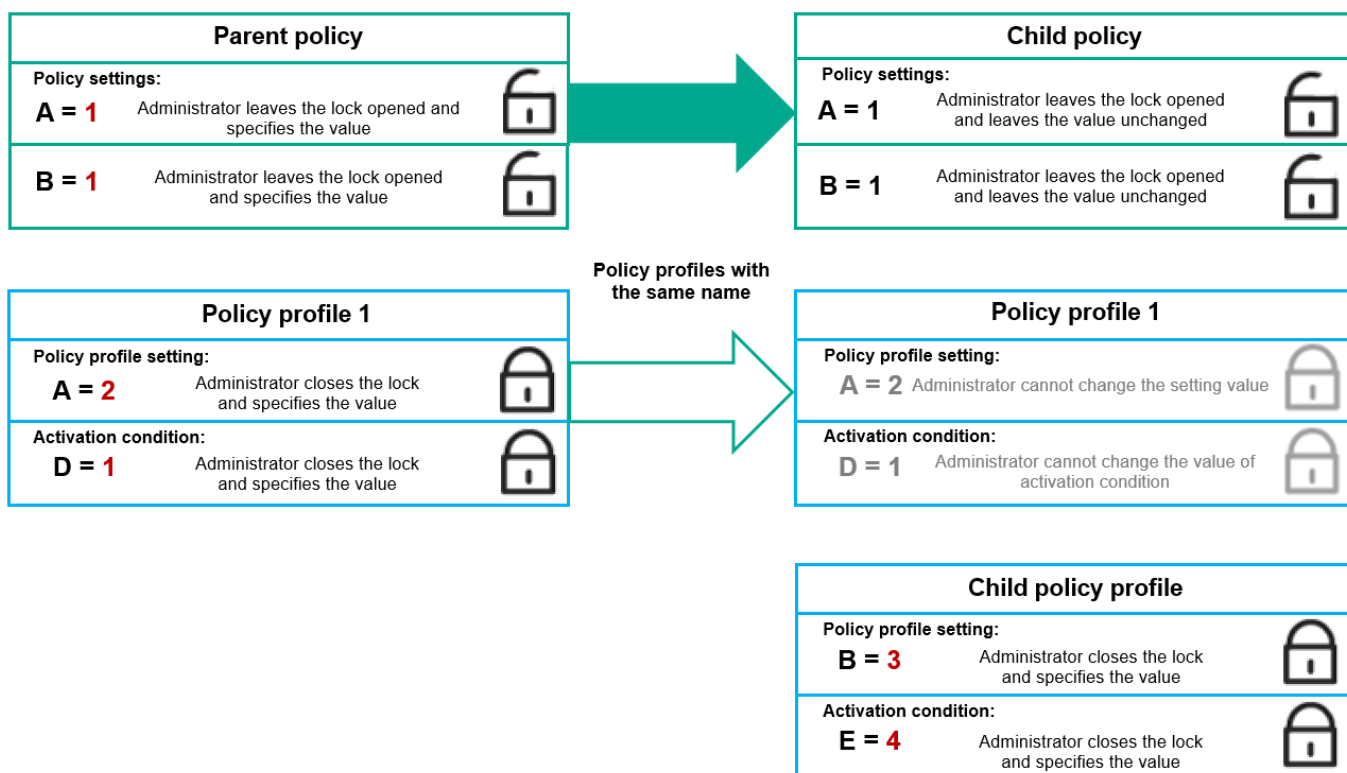 Parent policy
Policy settings:
A = 1
Administrator leaves the lock opened and
specifies the value
B = 1
Administrator leaves the lock opened
and specifies the value
Child policy
Policy settings:
A = 1
Administrator leaves the lock opened
and leaves the value unchanged
B = 1
Administrator leaves the lock opened
and leaves the value unchanged
Policy profiles with
the same name
Policy profile 1
Policy profile setting:
A = 2
Administrator closes the lock
and specifies the value
Activation condition:
D = 1
Administrator closes the lock
and specifies the value
Policy profile 1
Policy profile setting:
A = 2
Administrator cannot change the setting value
Activation condition:
D = 1
Administrator cannot change the value of
activation condition
Child policy profile
Policy profile setting:
B = 3
Administrator closes the lock
and specifies the value
Activation condition:
E = 4
Administrator closes the lock
and specifies the value